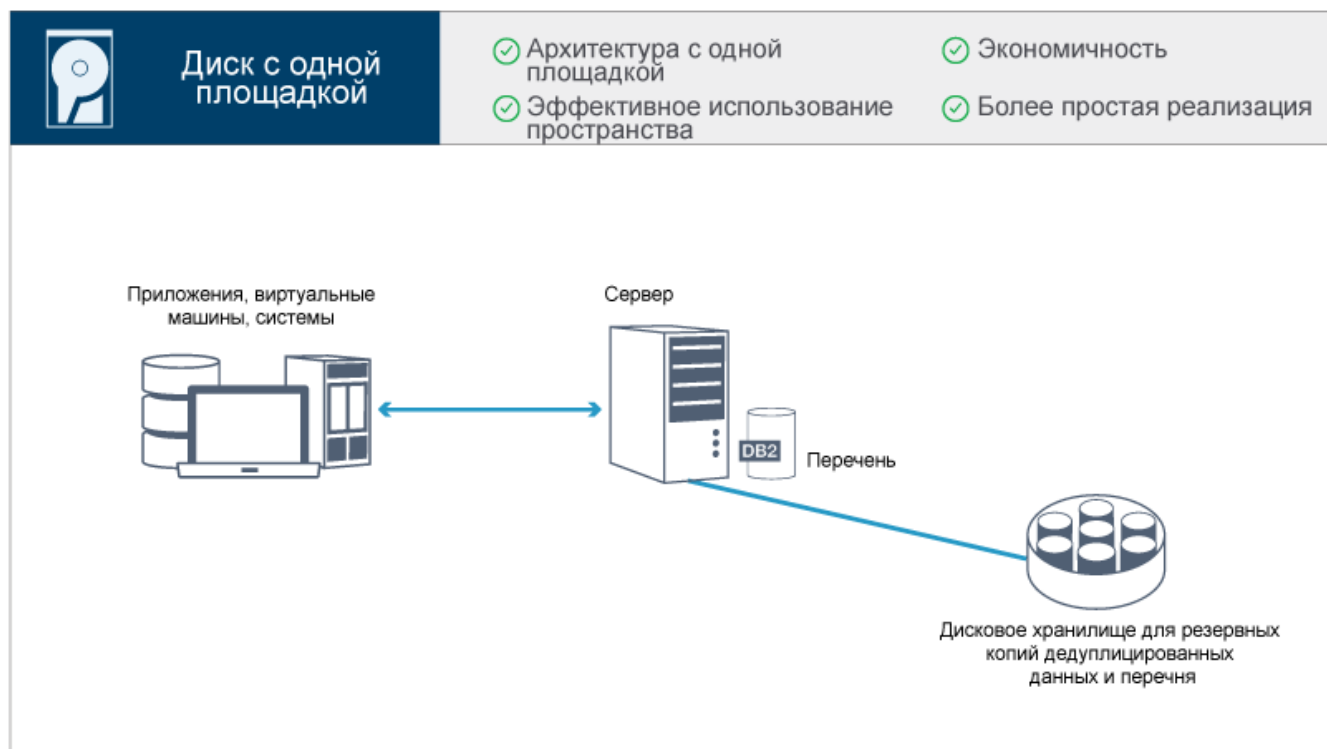 Диск с одной
площадкой
Архитектура с одной
площадкой
Эффективное использование
пространства
Экономичность
Более простая реализация
Приложения, виртуальные
машины, системы
Сервер
DB2
Перечень
Дисковое хранилище для резервных
копий дедуплицированных
данных и перечня